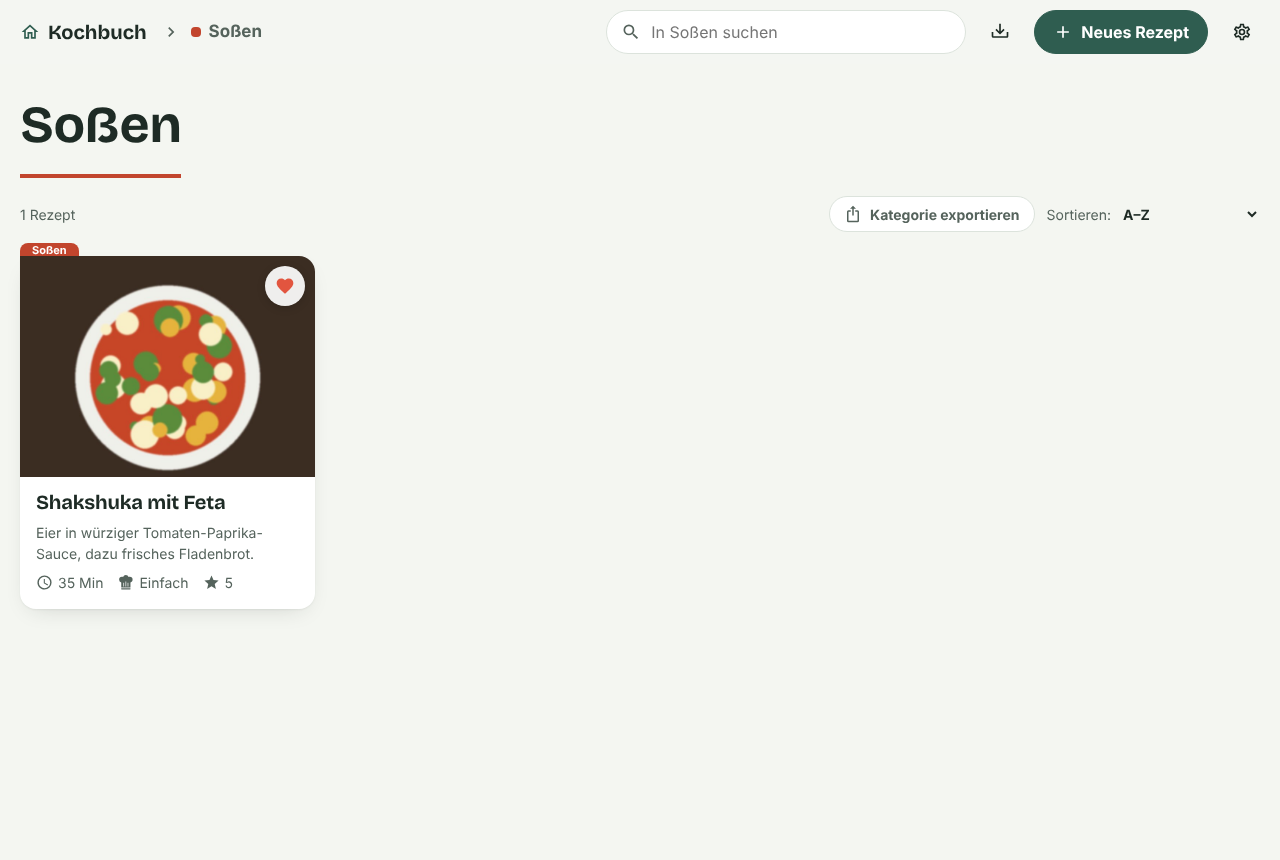 Kochbuch > Soßen
In Soßen suchen
Neues Rezept
Soßen
1 Rezept
Kategorie exportieren
Sortieren: A–Z
Soßen
Shakshuka mit Feta
Eier in würziger Tomaten-Paprika-
Sauce, dazu frisches Fladenbrot.
35 Min Einfach 5